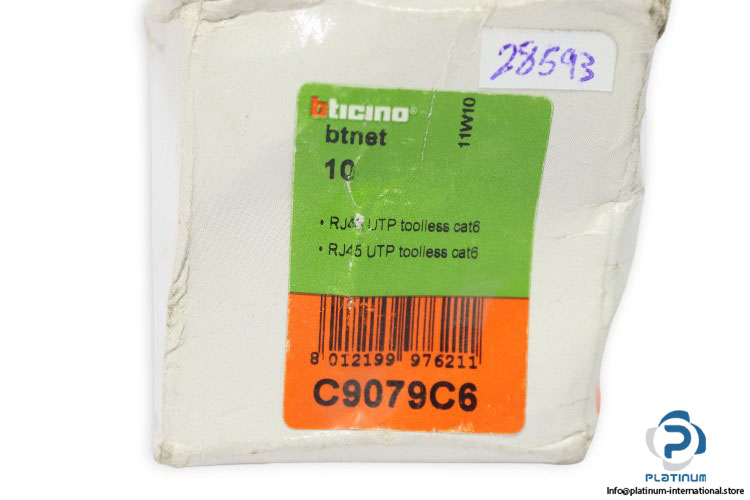 28593
bticino®
11W10
btnet
10
• RJ45 UTP toolless cat6
• RJ45 UTP toolless cat6
8 012199 976211
C9079C6
PLATINUM
Info@platinum-international.store